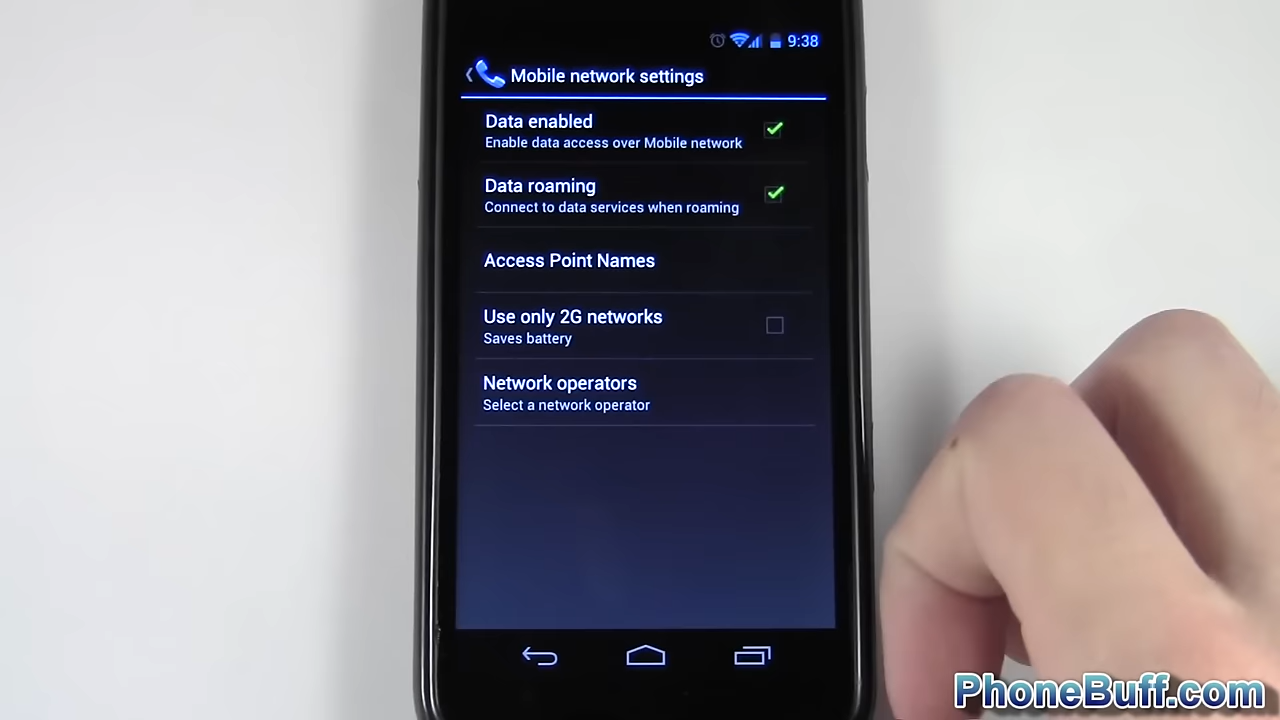 9:38
Mobile network settings
Data enabled
Enable data access over Mobile network
Data roaming
Connect to data services when roaming
Access Point Names
Use only 2G networks
Saves battery
Network operators
Select a network operator
PhoneBuff.com